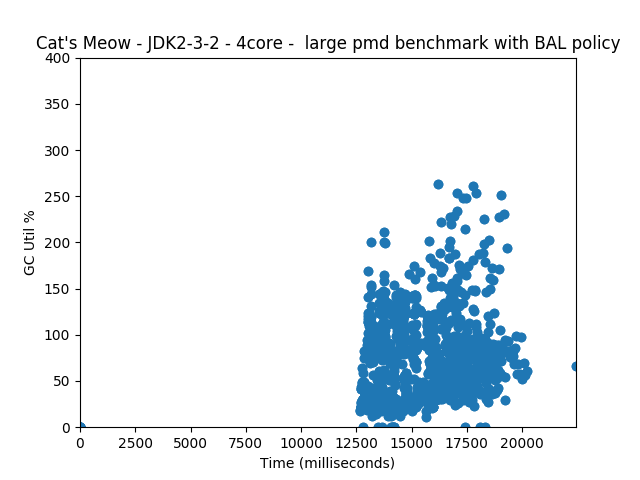 Cat's Meow - JDK2-3-2 - 4core -  large pmd benchmark with BAL policy
400
350
300
250
200
150
100
50
0
GC Util %
0 2500 5000 7500 10000 12500 15000 17500 20000
Time (milliseconds)